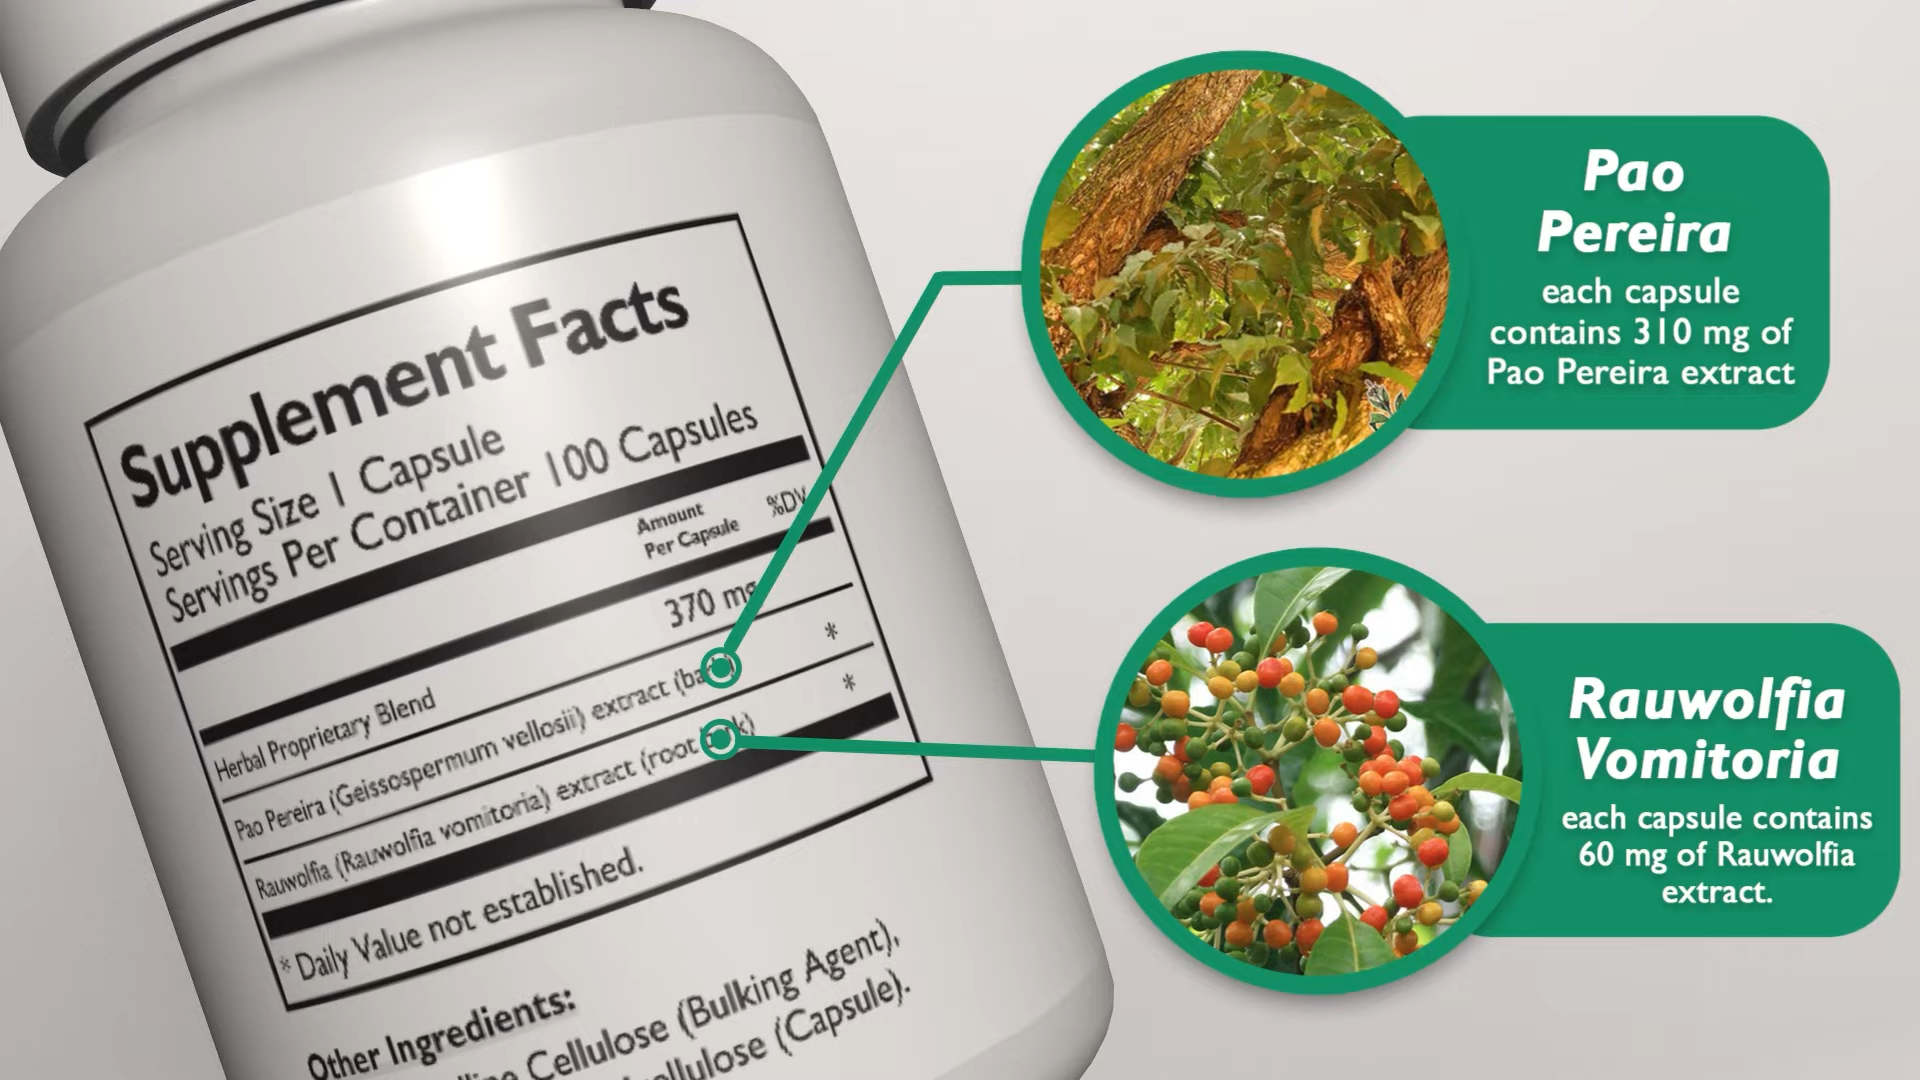 Supplement Facts
Serving Size 1 Capsule
Servings Per Container 100 Capsules
Amount
Per Capsule
%DV
370 mg
Herbal Proprietary Blend
Pao Pereira (Geissospermum vellosii) extract
*
Rauwolfia (Rauwolfia vomitoria) extract (root
*
* Daily Value not established.
Other Ingredients:
Cellulose (Bulking Agent),
(Capsule).
Pao
Pereira
each capsule
contains 310 mg of
Pao Pereira extract
Rauwolfia
Vomitoria
each capsule contains
60 mg of Rauwolfia
extract.